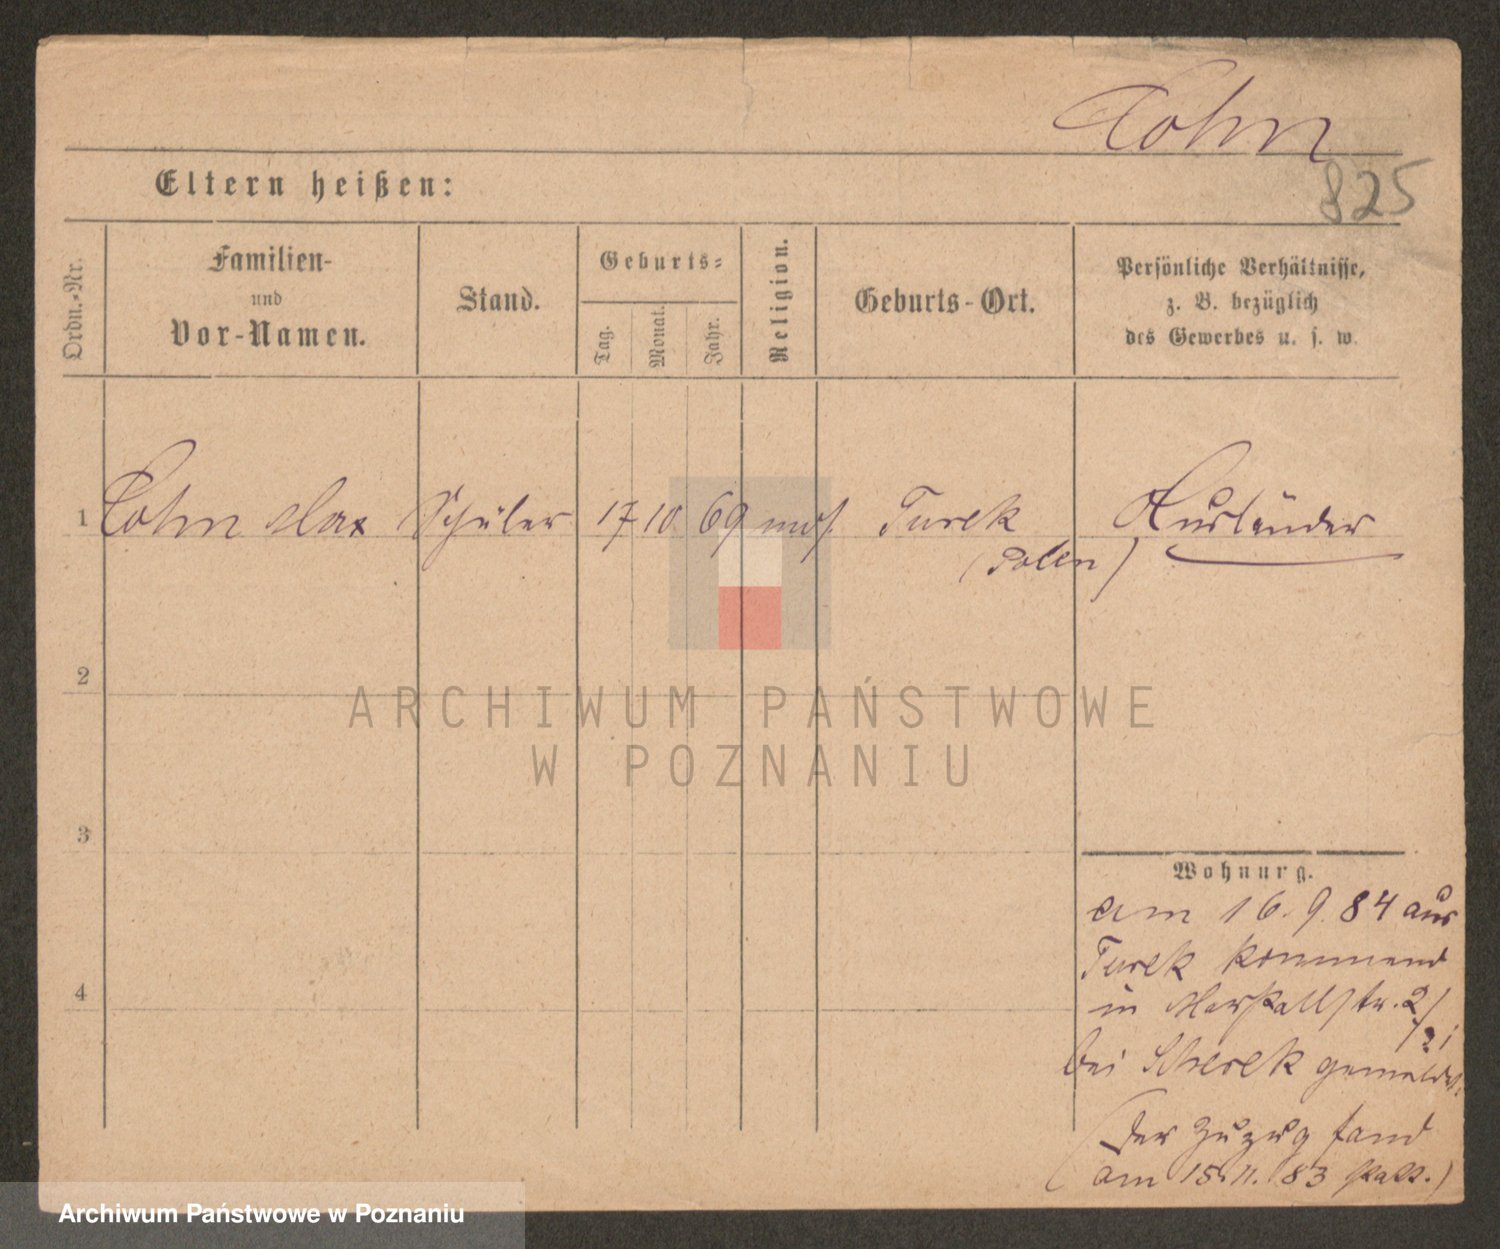 Cohn
825
Eltern heißen:
Ordn.-Nr.
Familien-
und
Vor-Namen.
Stand.
Geburts-
Tag.
Monat.
Jahr.
Religion.
Geburts-Ort.
Persönliche Verhältnisse,
z. B. bezüglich
des Gewerbes u. s. w.
1 Cohn Max Schüler 17 10 69 mos. Turek Ausländer
(Polen)
2
ARCHIWUM PAŃSTWOWE
W POZNANIU
3
Wohnung.
am 16. 9. 84 aus
Turek kommend
in Marstallstr. 2/
bei gemeldet.
4
(Der Zuzug fand
am 15. 11. 83 statt.)
Archiwum Państwowe w Poznaniu